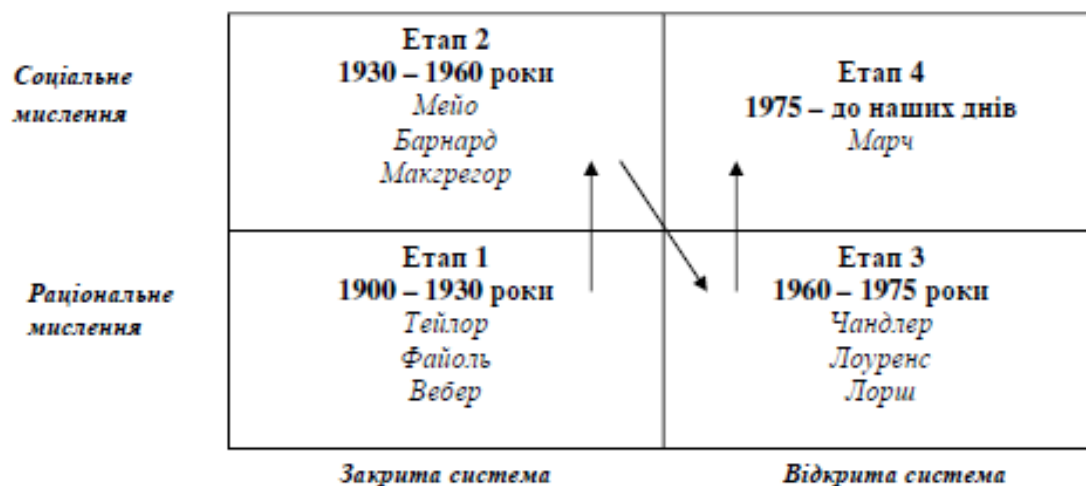 Соціальне
мислення
Етап 2
1930 – 1960 роки
Мейо
Барнард
Макгрегор
Етап 4
1975 – до наших днів
Марч
Раціональне
мислення
Етап 1
1900 – 1930 роки
Тейлор
Файоль
Вебер
Етап 3
1960 – 1975 роки
Чандлер
Лоуренс
Лорш
Закрита система
Відкрита система